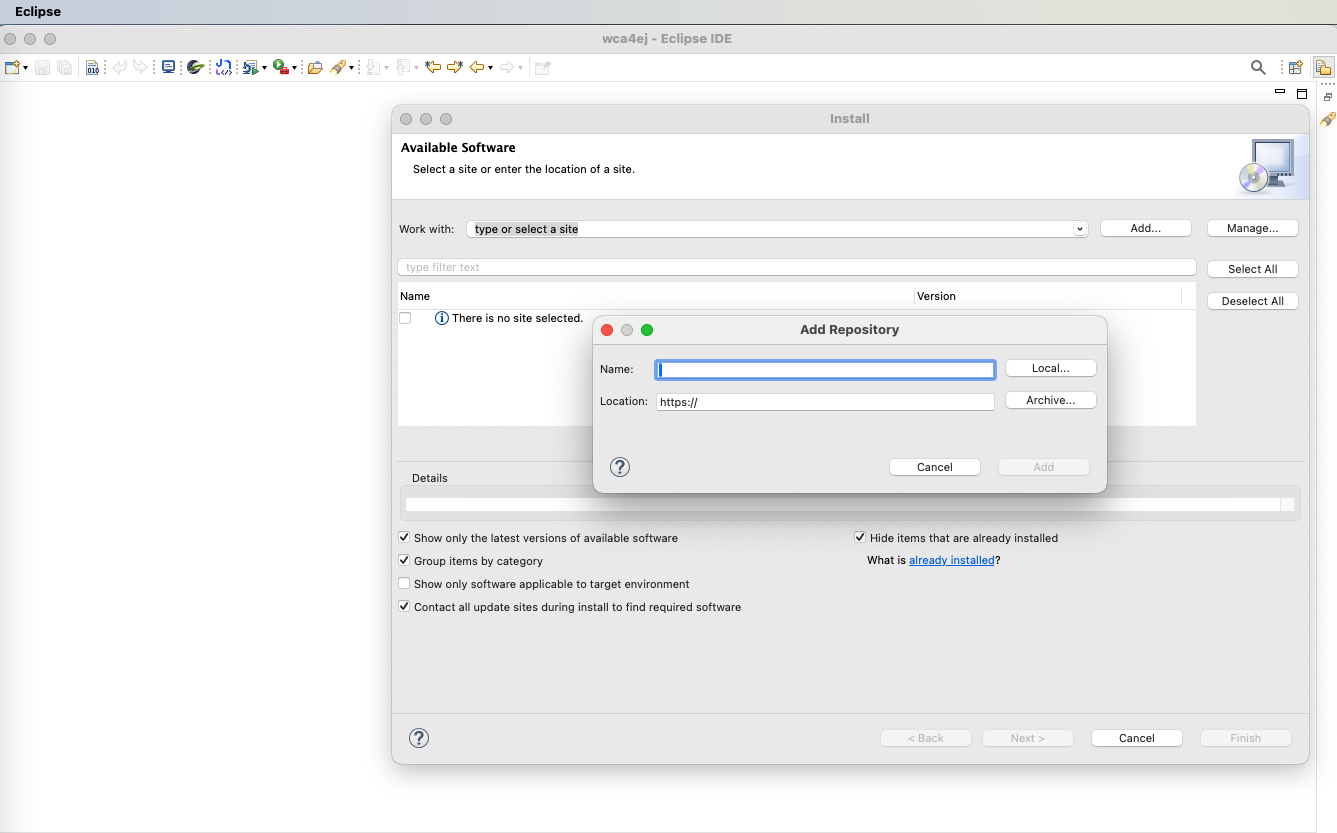 Eclipse
wca4ej - Eclipse IDE
010
Install
Available Software
Select a site or enter the location of a site.
Work with: type or select a site Add... Manage...
type filter text Select All
Name Version Deselect All
There is no site selected.
Add Repository
Name: Local...
Location: https:// Archive...
? Cancel Add
Details
Show only the latest versions of available software Hide items that are already installed
Group items by category What is already installed?
Show only software applicable to target environment
Contact all update sites during install to find required software
? < Back Next > Cancel Finish